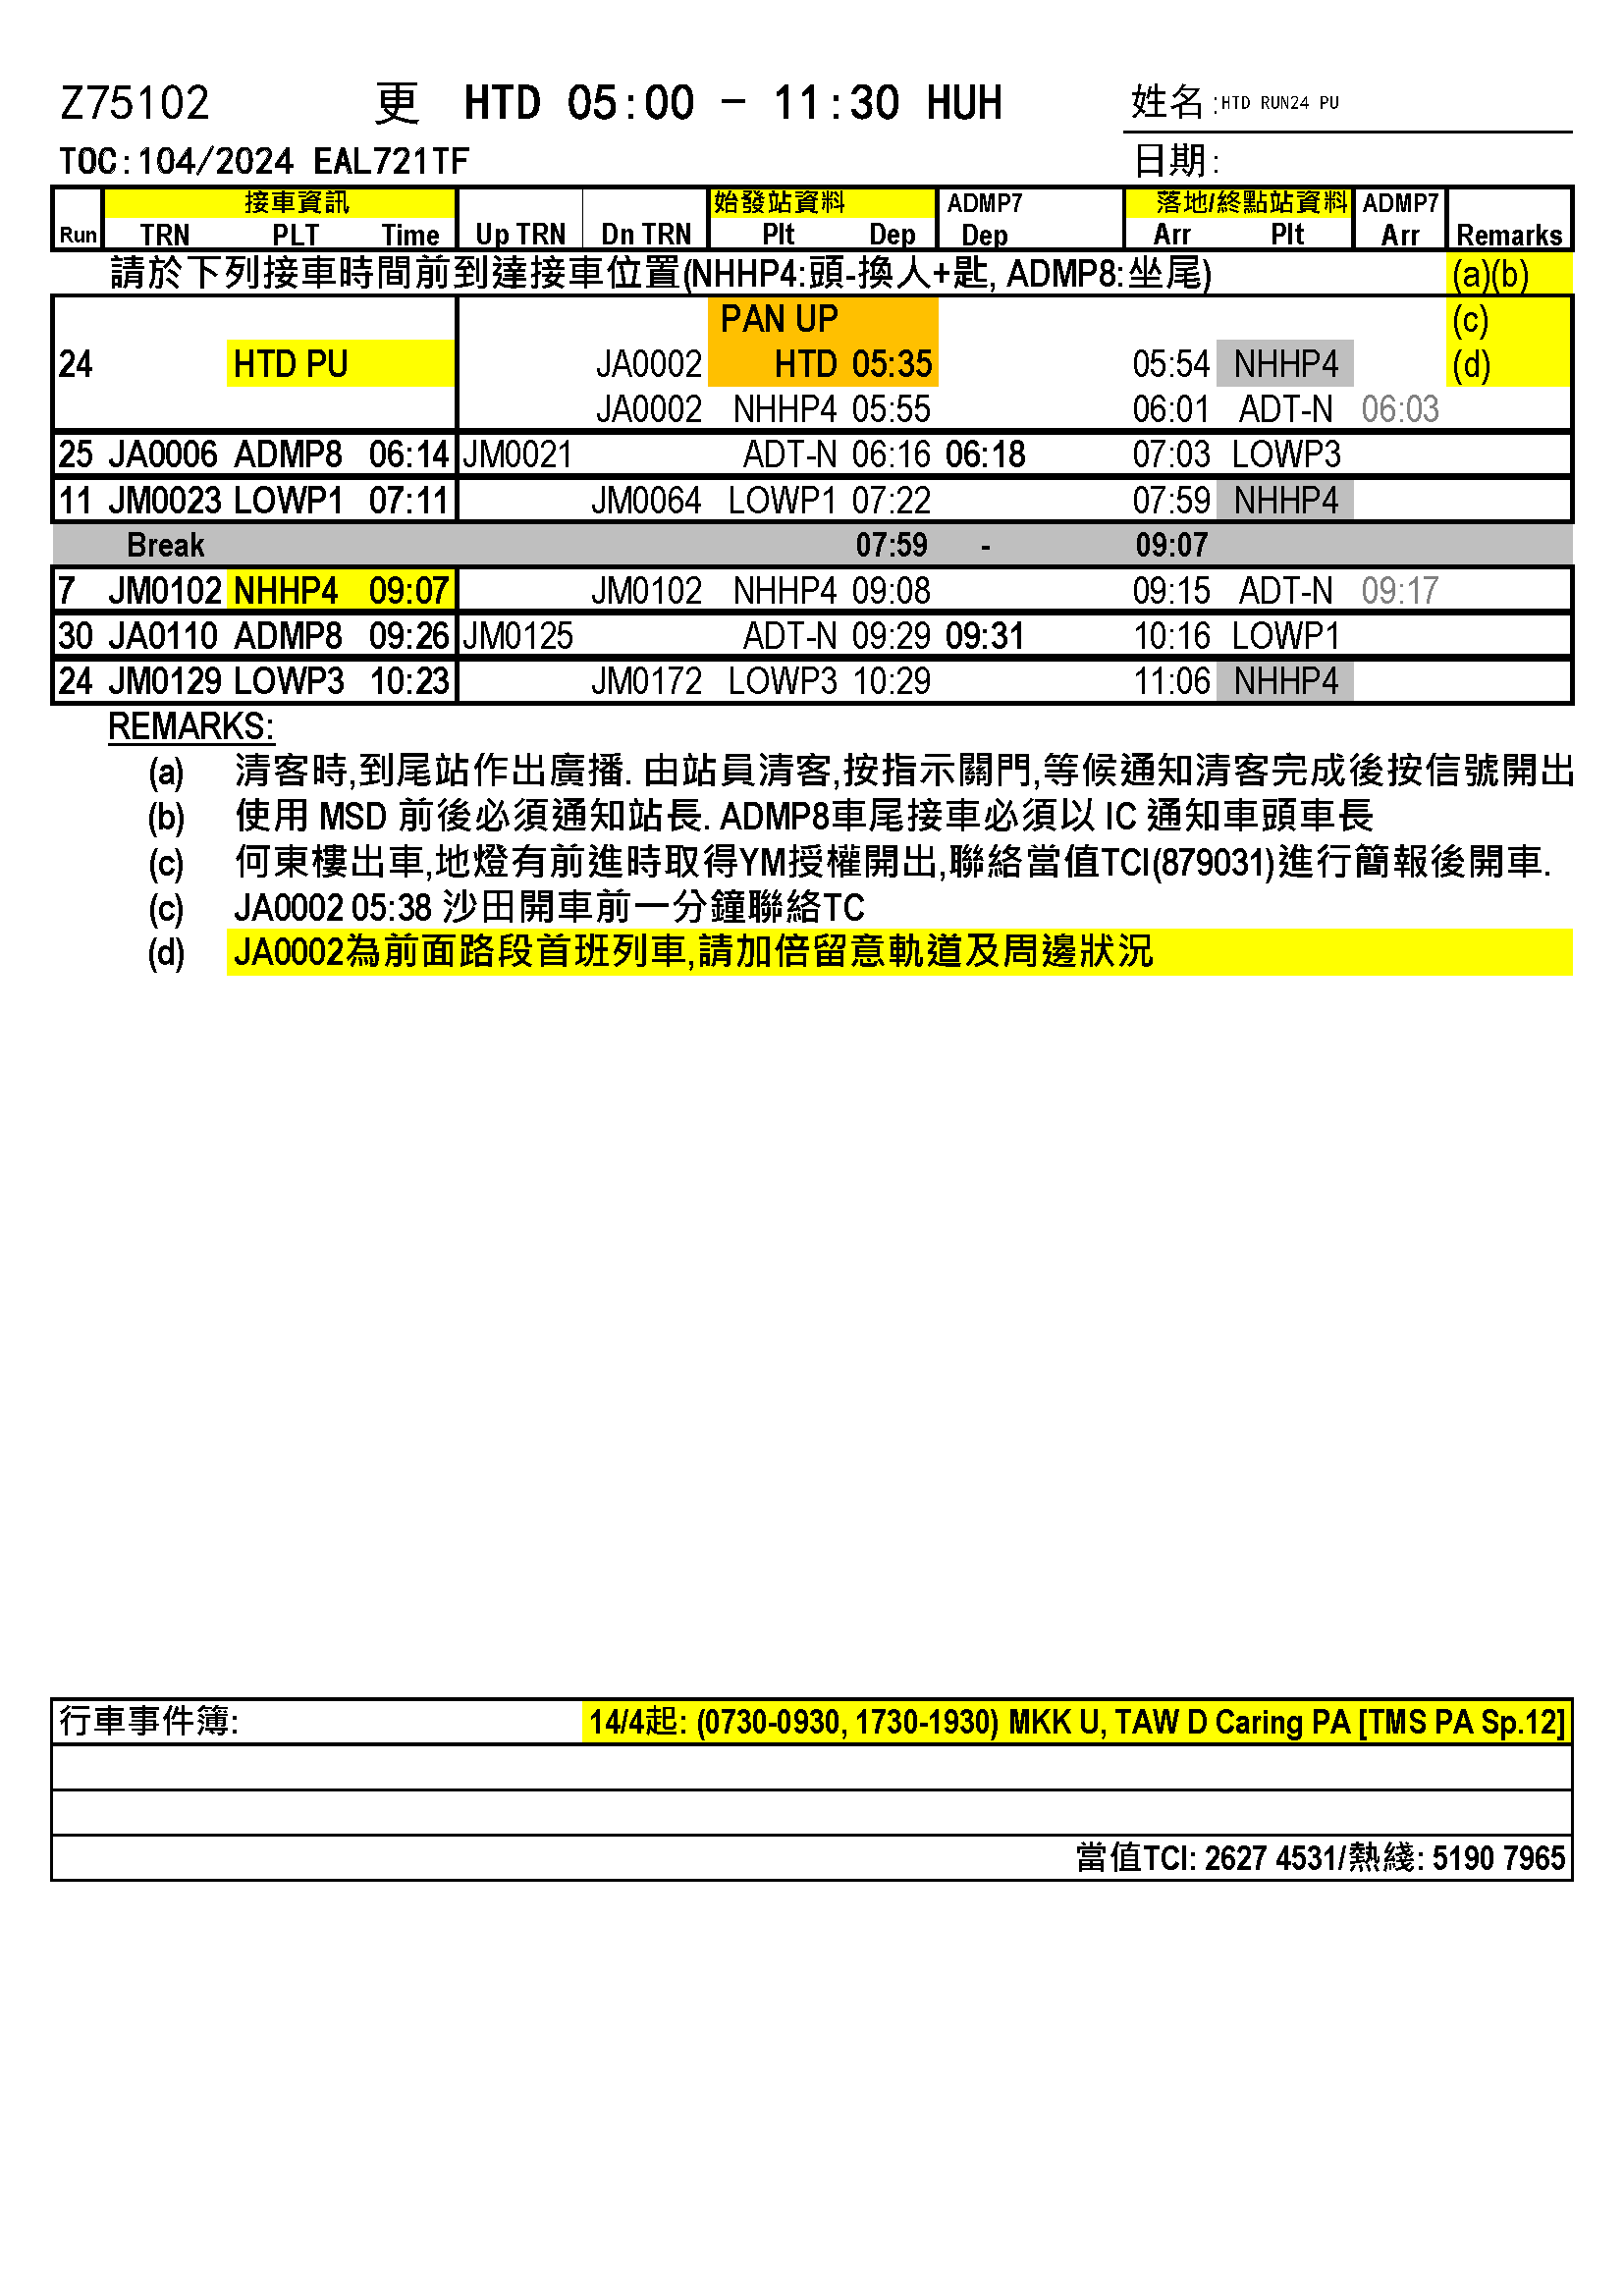 Z75102 更 HTD 05:00 - 11:30 HUH 姓名:HTD RUN24 PU
TOC:104/2024 EAL721TF 日期:
接車資訊 始發站資料 ADMP7 落地/終點站資料 ADMP7
Run TRN PLT Time Up TRN Dn TRN Plt Dep Dep Arr Plt Arr Remarks
請於下列接車時間前到達接車位置(NHHP4:頭-換人+匙, ADMP8:坐尾) (a)(b)
PAN UP (c)
24 HTD PU JA0002 HTD 05:35 05:54 NHHP4 (d)
JA0002 NHHP4 05:55 06:01 ADT-N 06:03
25 JA0006 ADMP8 06:14 JM0021 ADT-N 06:16 06:18 07:03 LOWP3
11 JM0023 LOWP1 07:11 JM0064 LOWP1 07:22 07:59 NHHP4
Break 07:59 - 09:07
7 JM0102 NHHP4 09:07 JM0102 NHHP4 09:08 09:15 ADT-N 09:17
30 JA0110 ADMP8 09:26 JM0125 ADT-N 09:29 09:31 10:16 LOWP1
24 JM0129 LOWP3 10:23 JM0172 LOWP3 10:29 11:06 NHHP4
REMARKS:
(a) 清客時,到尾站作出廣播. 由站員清客,按指示關門,等候通知清客完成後按信號開出
(b) 使用 MSD 前後必須通知站長. ADMP8車尾接車必須以 IC 通知車頭車長
(c) 何東樓出車,地燈有前進時取得YM授權開出,聯絡當值TCI(879031)進行簡報後開車.
(c) JA0002 05:38 沙田開車前一分鐘聯絡TC
(d) JA0002為前面路段首班列車,請加倍留意軌道及周邊狀況
行車事件簿: 14/4起: (0730-0930, 1730-1930) MKK U, TAW D Caring PA [TMS PA Sp.12]
當值TCI: 2627 4531/熱綫: 5190 7965